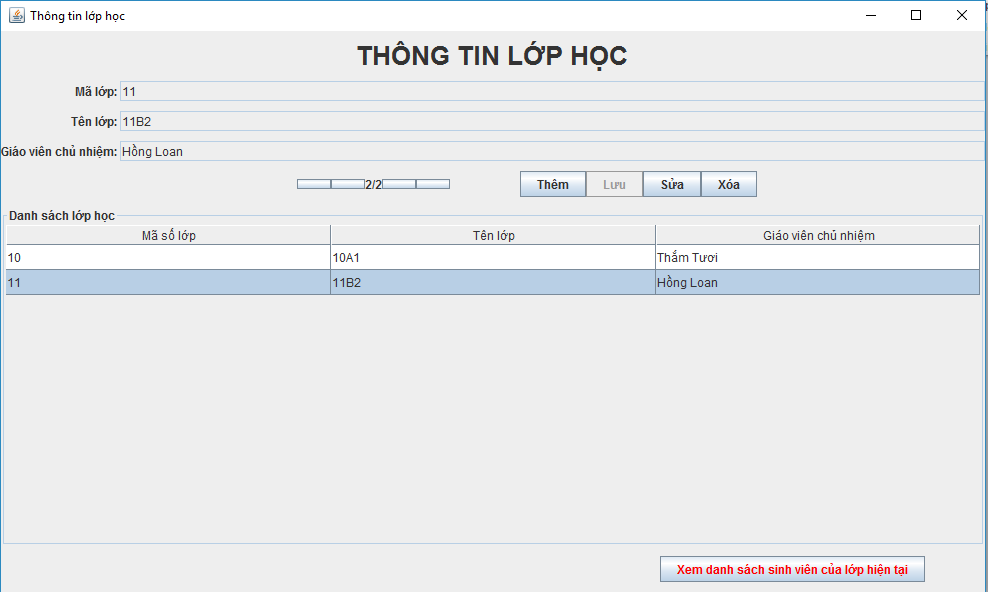 Thông tin lớp học
THÔNG TIN LỚP HỌC
Mã lớp: 11
Tên lớp: 11B2
Giáo viên chủ nhiệm: Hồng Loan
2/2 Thêm Lưu Sửa Xóa
Danh sách lớp học
Mã số lớp Tên lớp Giáo viên chủ nhiệm
10 10A1 Thắm Tươi
11 11B2 Hồng Loan
Xem danh sách sinh viên của lớp hiện tại